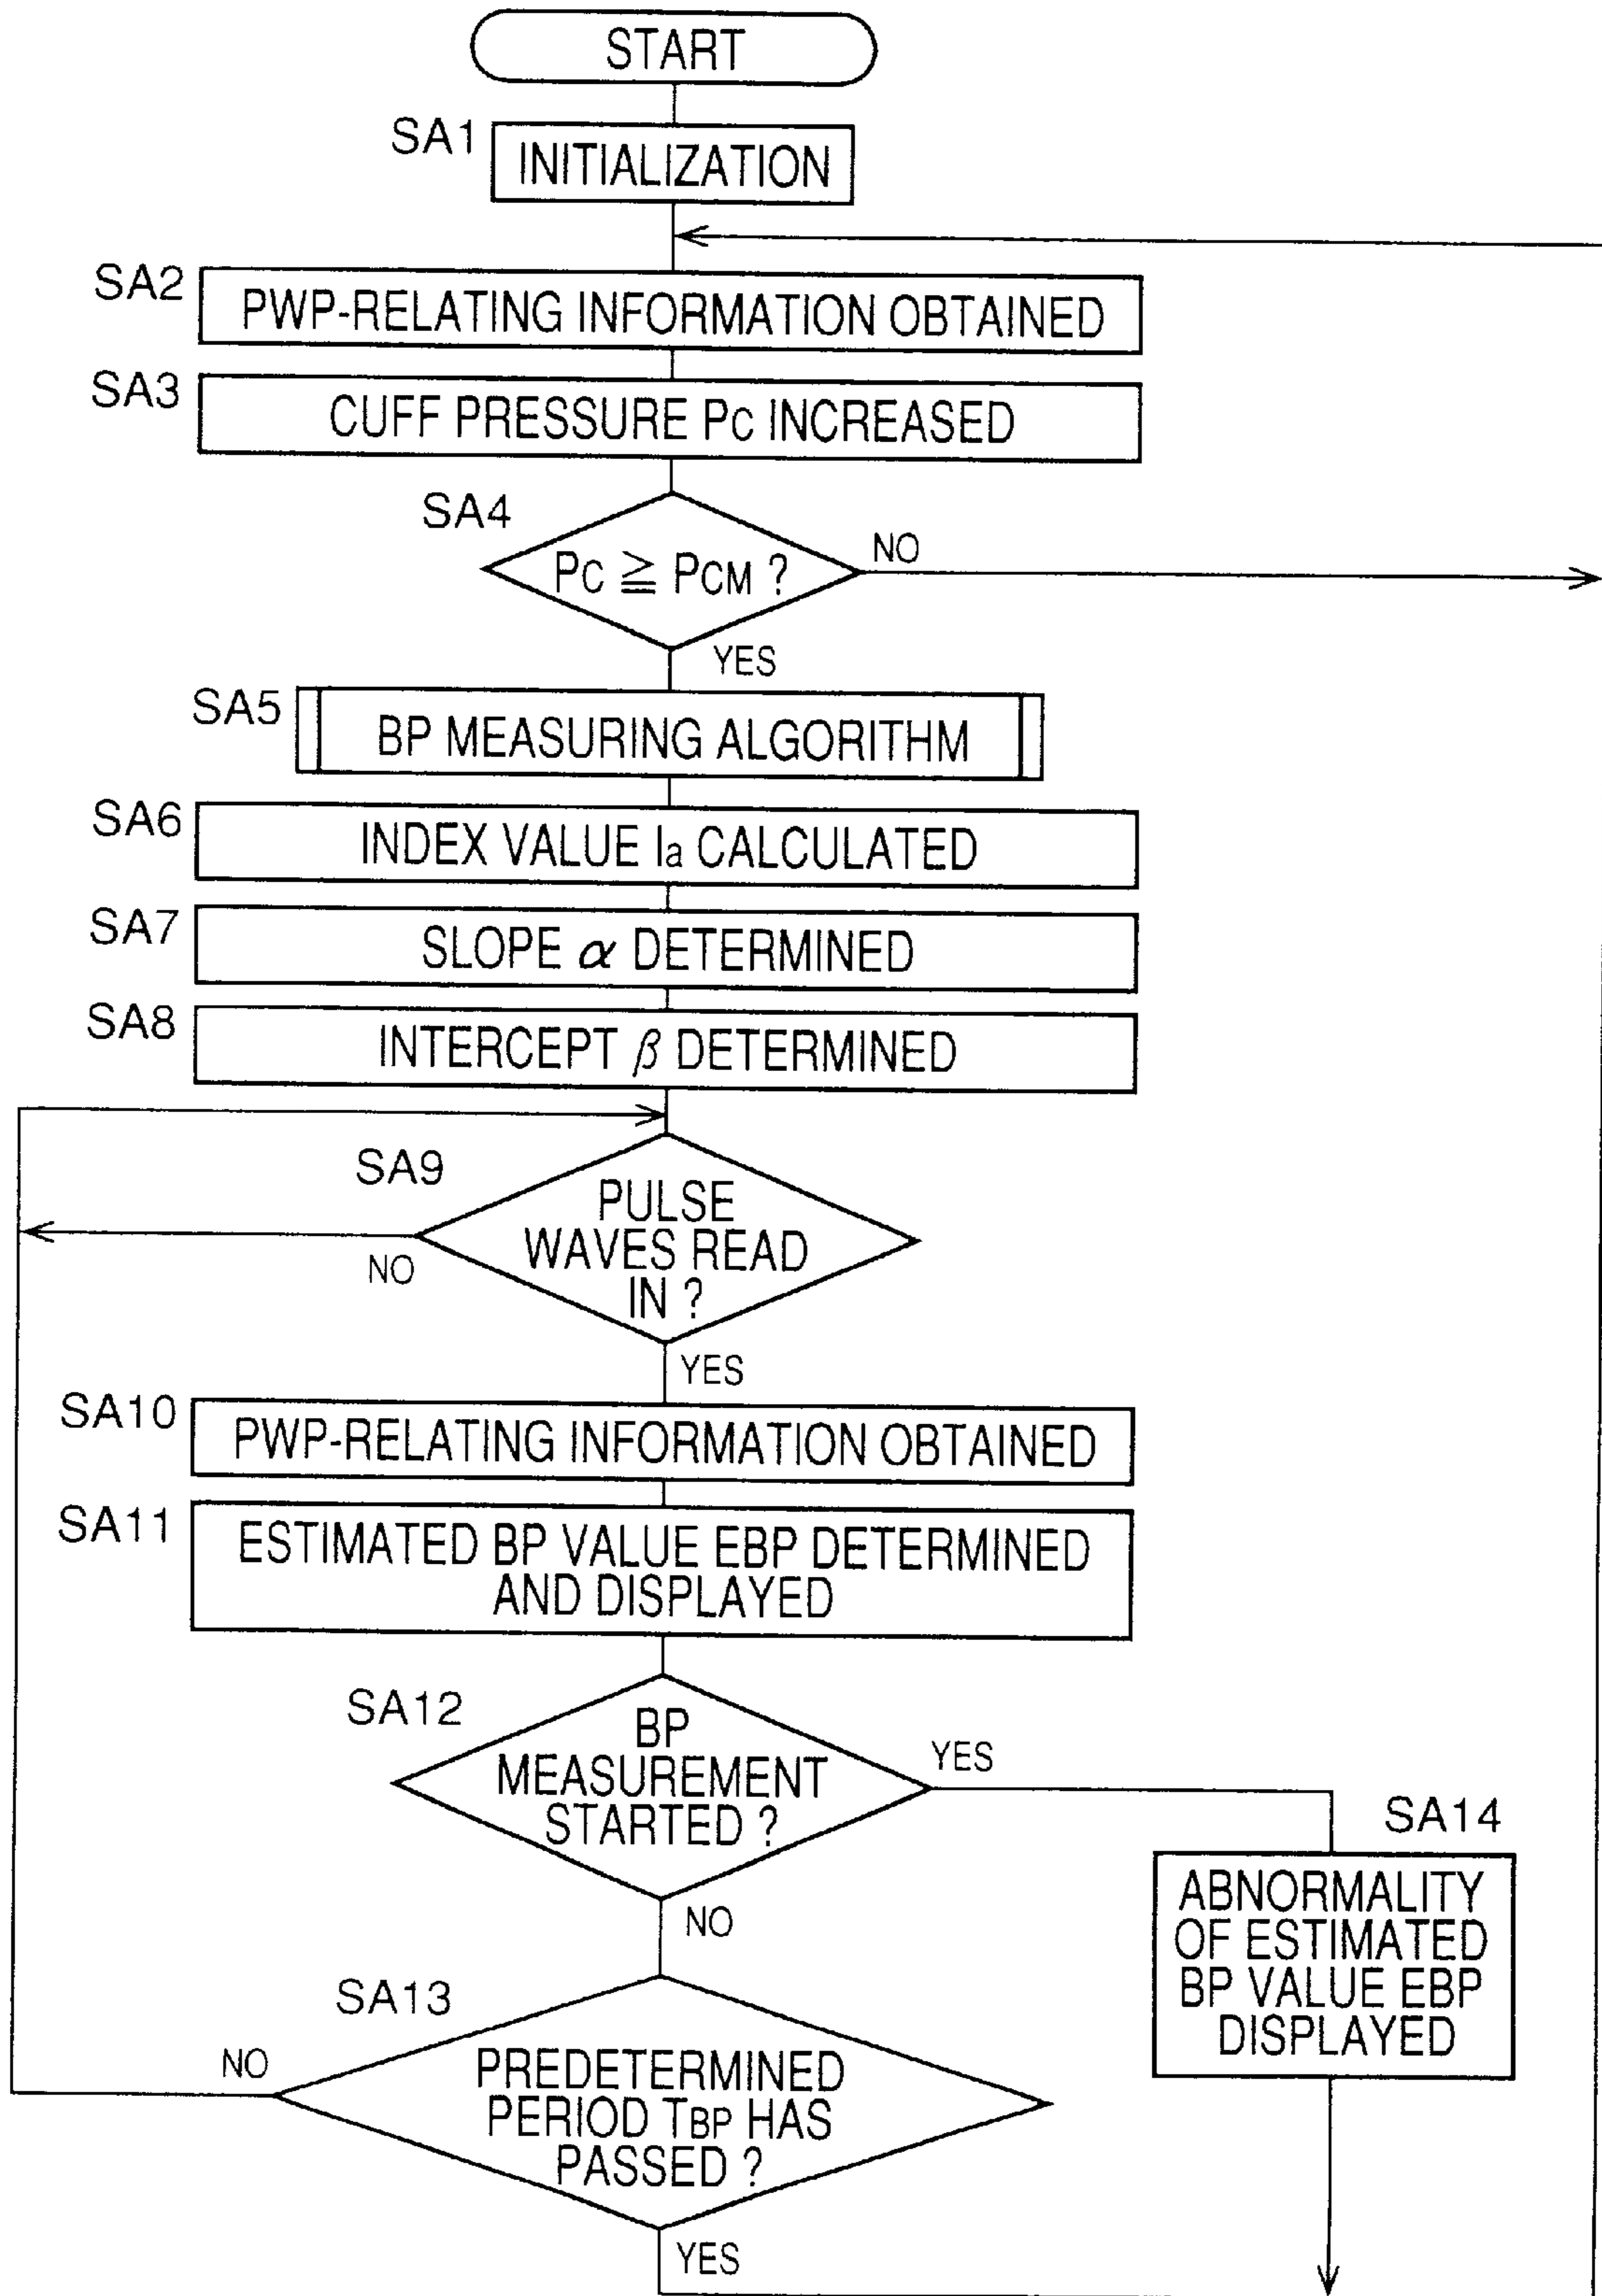 START
SA1
INITIALIZATION
SA2
PWP-RELATING INFORMATION OBTAINED
SA3
CUFF PRESSURE PC INCREASED
SA4
PC ≧ PCM ?
NO
YES
SA5
BP MEASURING ALGORITHM
SA6
INDEX VALUE Ia CALCULATED
SA7
SLOPE α DETERMINED
SA8
INTERCEPT β DETERMINED
SA9
PULSE
WAVES READ
IN ?
NO
YES
SA10
PWP-RELATING INFORMATION OBTAINED
SA11
ESTIMATED BP VALUE EBP DETERMINED
AND DISPLAYED
SA12
BP
MEASUREMENT
STARTED ?
YES
NO
SA14
ABNORMALITY
OF ESTIMATED
BP VALUE EBP
DISPLAYED
SA13
PREDETERMINED
PERIOD TBP HAS
PASSED ?
NO
YES